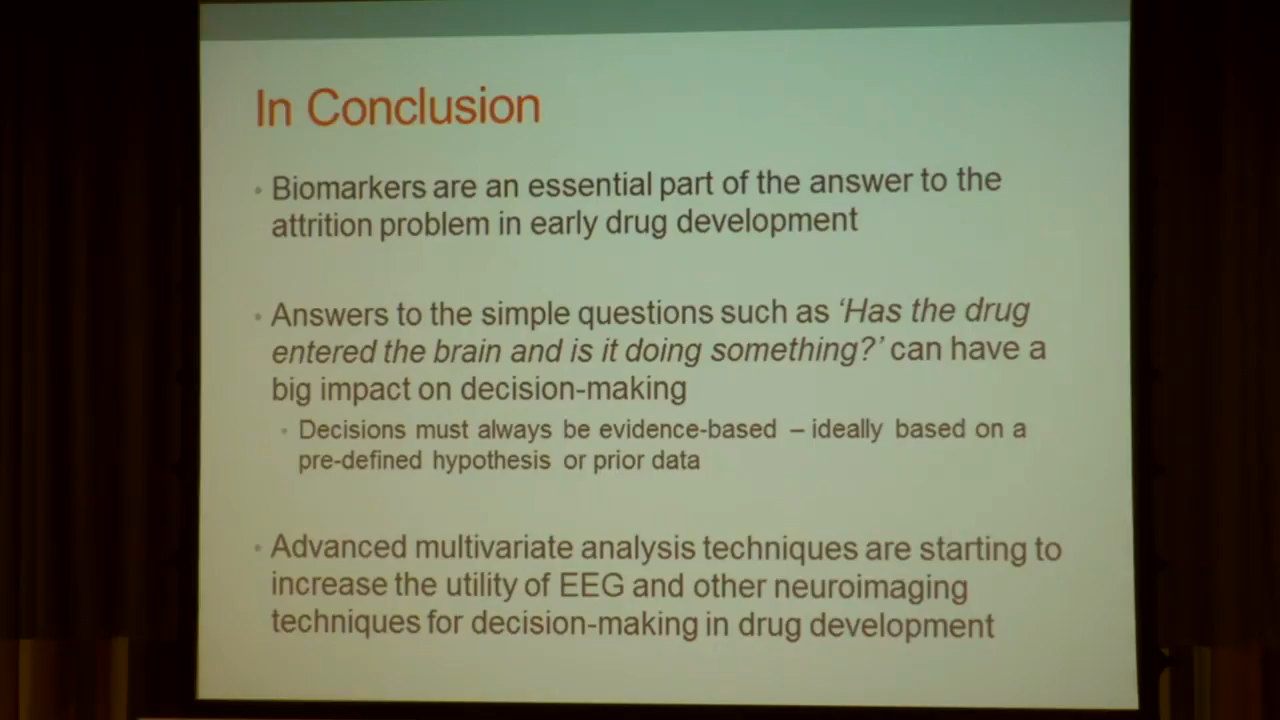 In Conclusion
• Biomarkers are an essential part of the answer to the
attrition problem in early drug development
• Answers to the simple questions such as ‘Has the drug
entered the brain and is it doing something?’ can have a
big impact on decision-making
• Decisions must always be evidence-based – ideally based on a
pre-defined hypothesis or prior data
• Advanced multivariate analysis techniques are starting to
increase the utility of EEG and other neuroimaging
techniques for decision-making in drug development